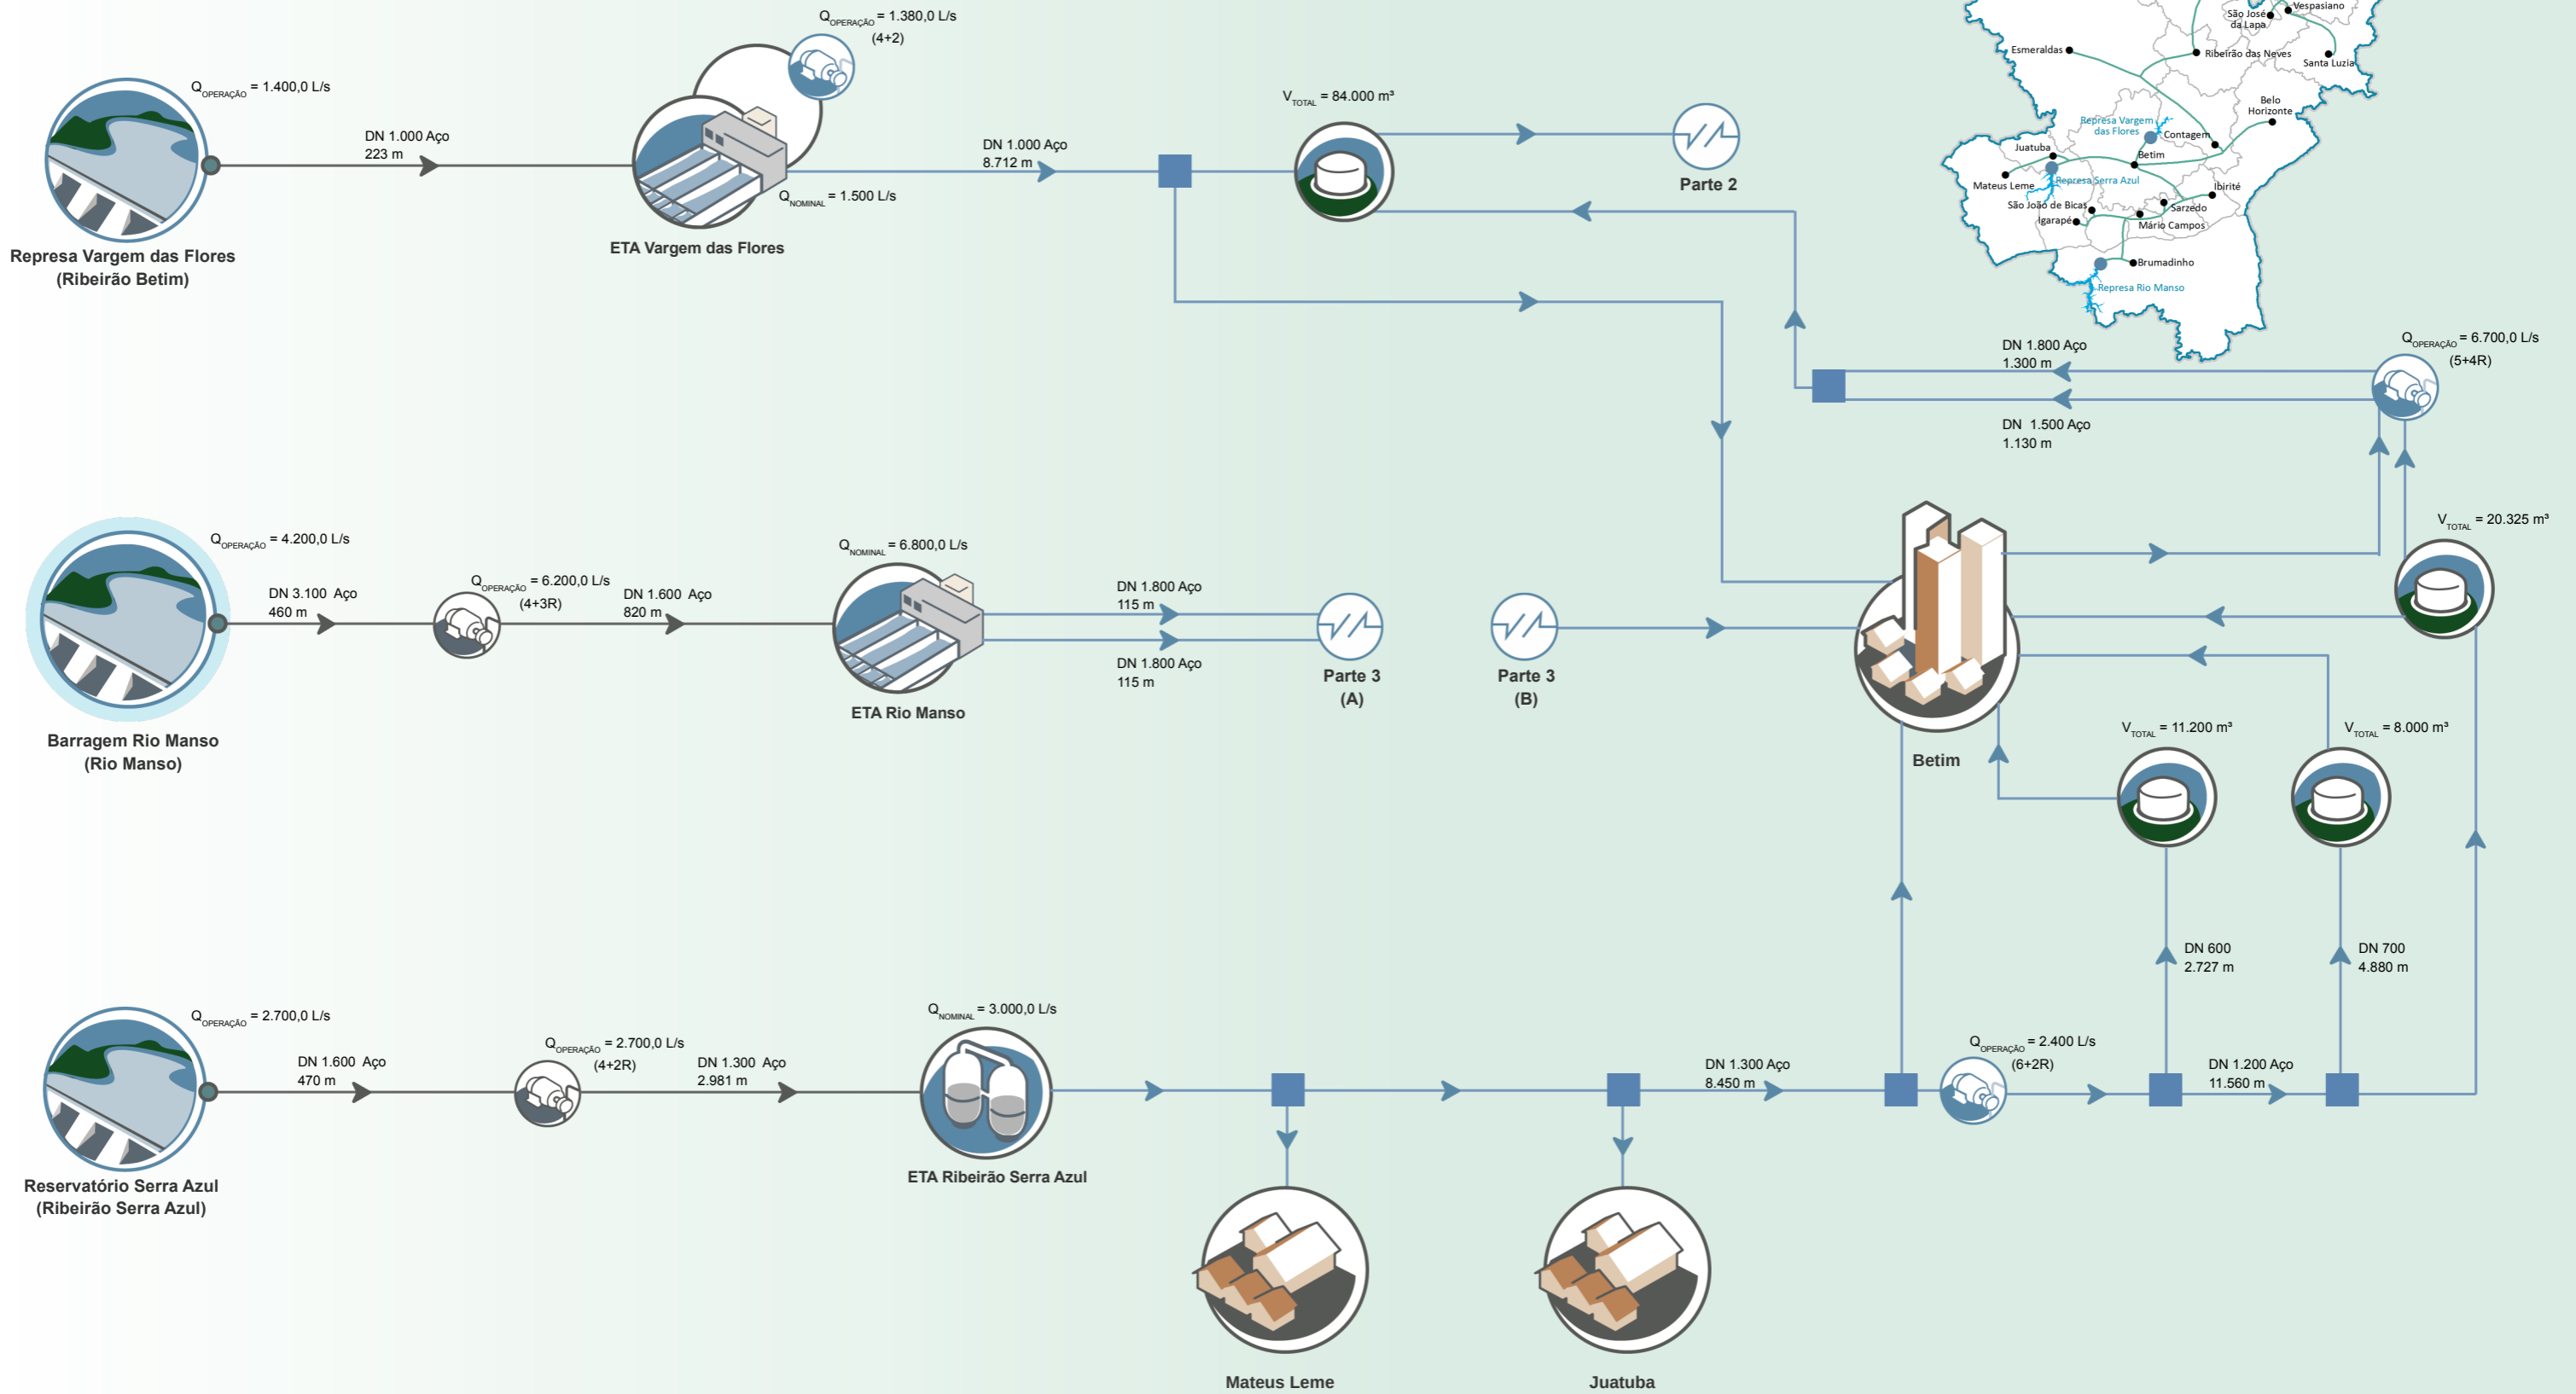 Q OPERAÇÃO = 1.380,0 L/s
(4+2)
Q OPERAÇÃO = 1.400,0 L/s
DN 1.000 Aço
223 m
Represa Vargem das Flores
(Ribeirão Betim)
ETA Vargem das Flores
Q NOMINAL = 1.500 L/s
DN 1.000 Aço
8.712 m
V TOTAL = 84.000 m³
Parte 2
Vespasiano
São José
da Lapa
Esmeraldas
Ribeirão das Neves
Santa Luzia
Belo
Horizonte
Represa Vargem
das Flores
Contagem
Juatuba
Betim
Mateus Leme
Represa Serra Azul
Ibirité
São João de Bicas
Sarzedo
Igarapé
Mário Campos
Brumadinho
Represa Rio Manso
DN 1.800 Aço
1.300 m
DN 1.500 Aço
1.130 m
Q OPERAÇÃO = 6.700,0 L/s
(5+4R)
Q OPERAÇÃO = 4.200,0 L/s
DN 3.100 Aço
460 m
Barragem Rio Manso
(Rio Manso)
Q OPERAÇÃO = 6.200,0 L/s
(4+3R)
DN 1.600 Aço
820 m
Q NOMINAL = 6.800,0 L/s
ETA Rio Manso
DN 1.800 Aço
115 m
DN 1.800 Aço
115 m
Parte 3
(A)
Parte 3
(B)
Betim
V TOTAL = 20.325 m³
V TOTAL = 11.200 m³
V TOTAL = 8.000 m³
DN 600
2.727 m
DN 700
4.880 m
Q OPERAÇÃO = 2.700,0 L/s
DN 1.600 Aço
470 m
Reservatório Serra Azul
(Ribeirão Serra Azul)
Q OPERAÇÃO = 2.700,0 L/s
(4+2R)
DN 1.300 Aço
2.981 m
Q NOMINAL = 3.000,0 L/s
ETA Ribeirão Serra Azul
DN 1.300 Aço
8.450 m
Q OPERAÇÃO = 2.400 L/s
(6+2R)
DN 1.200 Aço
11.560 m
Mateus Leme
Juatuba